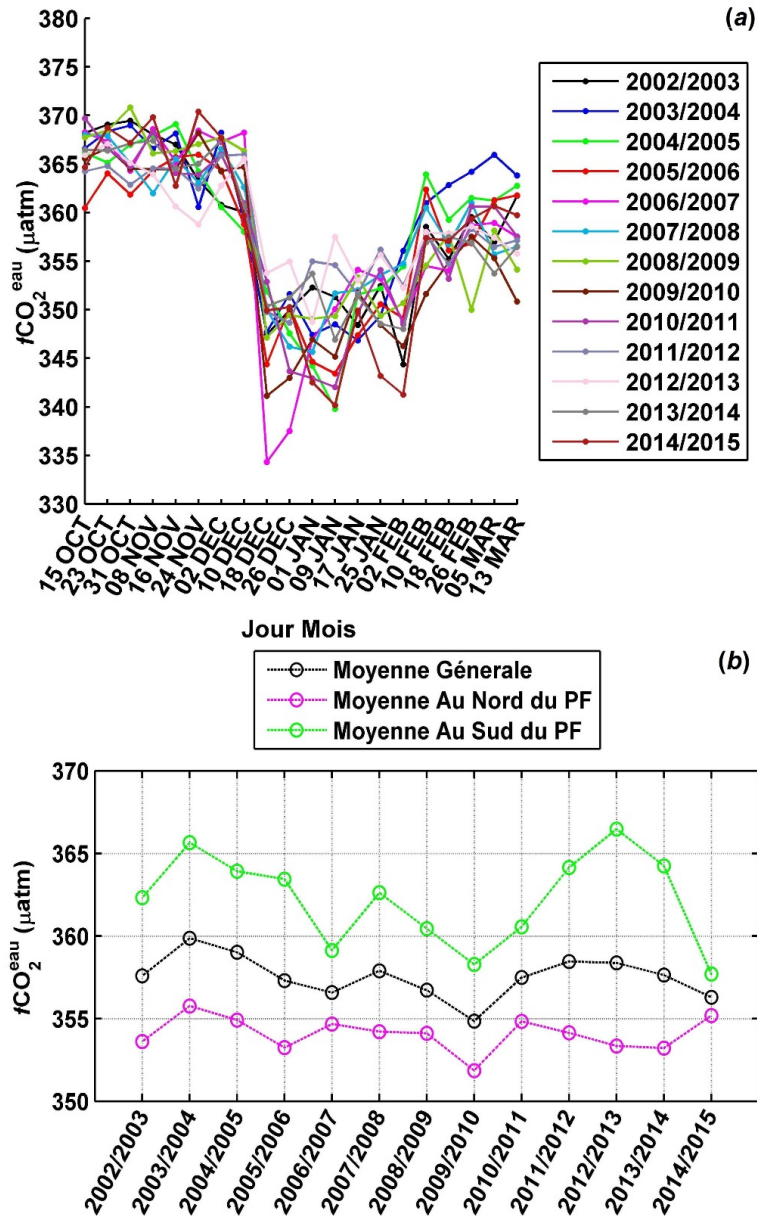 (a)
380
370
360
350
340
330
fCO₂ᵉᵃᵘ (µatm)
2002/2003
2003/2004
2004/2005
2005/2006
2006/2007
2007/2008
2008/2009
2009/2010
2010/2011
2011/2012
2012/2013
2013/2014
2014/2015
15 OCT
23 OCT
31 OCT
08 NOV
16 NOV
24 NOV
02 DEC
10 DEC
18 DEC
26 DEC
01 JAN
09 JAN
17 JAN
25 JAN
02 FEB
10 FEB
18 FEB
26 FEB
05 MAR
13 MAR
Jour Mois
(b)
Moyenne Génerale
Moyenne Au Nord du PF
Moyenne Au Sud du PF
370
365
360
355
350
fCO₂ᵉᵃᵘ (µatm)
2002/2003
2003/2004
2004/2005
2005/2006
2006/2007
2007/2008
2008/2009
2009/2010
2010/2011
2011/2012
2012/2013
2013/2014
2014/2015